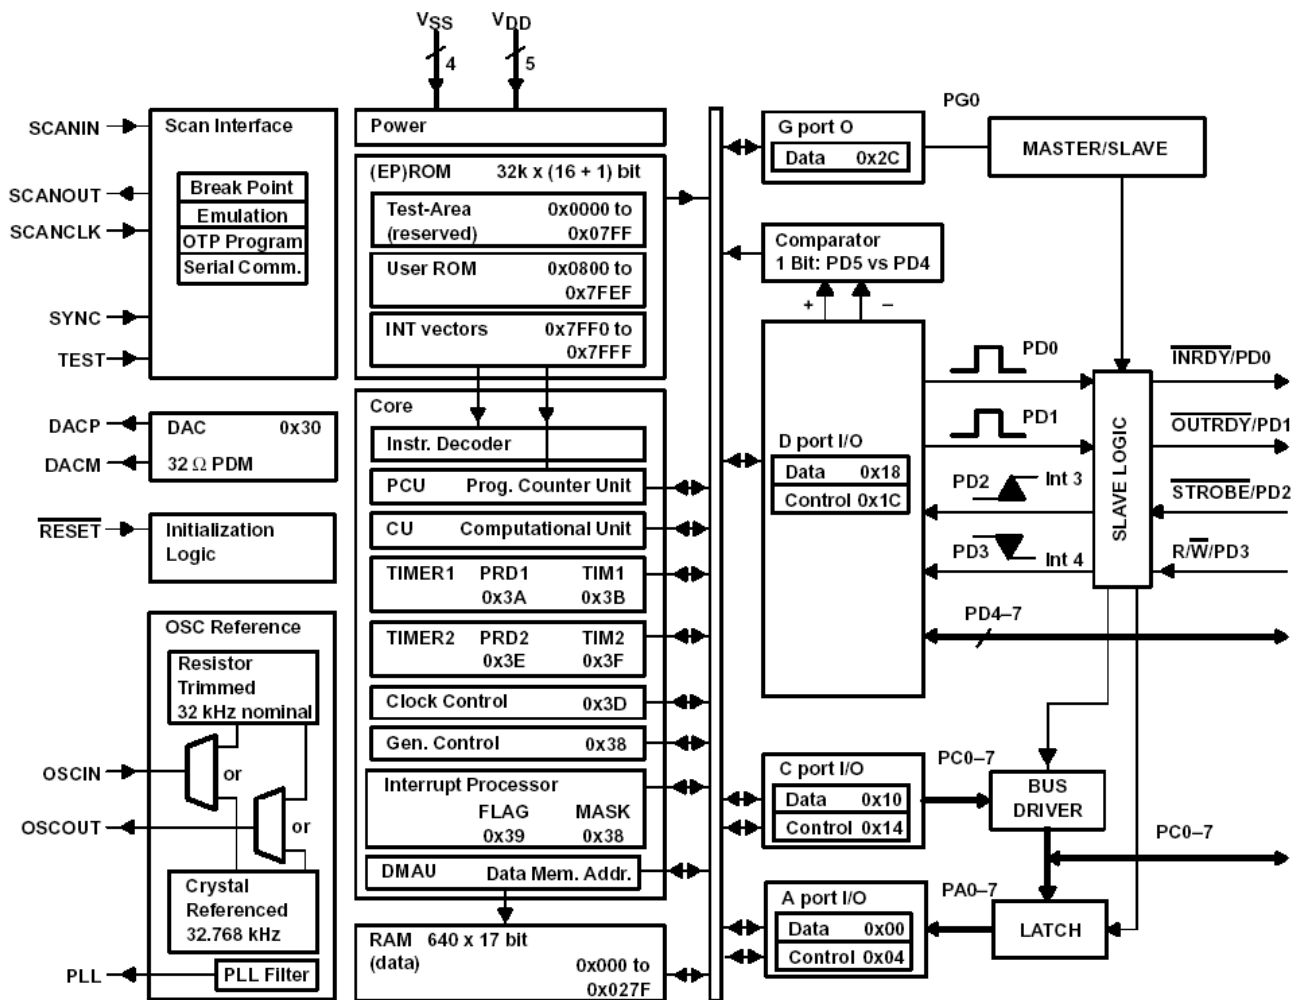 VSS VDD
4 5
SCANIN
SCANOUT
SCANCLK
SYNC
TEST
Scan Interface
Break Point
Emulation
OTP Program
Serial Comm.
DACP
DACM
DAC 0x30
32 Ω PDM
RESET
Initialization
Logic
OSC Reference
Resistor
Trimmed
32 kHz nominal
OSCIN
or
OSCOUT
or
Crystal
Referenced
32.768 kHz
PLL
PLL Filter
Power
(EP)ROM 32k x (16 + 1) bit
Test-Area 0x0000 to
(reserved) 0x07FF
User ROM 0x0800 to
0x7FEF
INT vectors 0x7FF0 to
0x7FFF
Core
Instr. Decoder
PCU Prog. Counter Unit
CU Computational Unit
TIMER1 PRD1 TIM1
0x3A 0x3B
TIMER2 PRD2 TIM2
0x3E 0x3F
Clock Control 0x3D
Gen. Control 0x38
Interrupt Processor
FLAG MASK
0x39 0x38
DMAU Data Mem. Addr.
RAM 640 x 17 bit
(data)
0x000 to
0x027F
G port O
Data 0x2C
PG0
MASTER/SLAVE
Comparator
1 Bit: PD5 vs PD4
+ –
D port I/O
Data 0x18
Control 0x1C
PD0
PD1
PD2 Int 3
PD3 Int 4
PD4–7
SLAVE LOGIC
INRDY/PD0
OUTRDY/PD1
STROBE/PD2
R/W/PD3
C port I/O
Data 0x10
Control 0x14
PC0–7
BUS
DRIVER
PC0–7
A port I/O
Data 0x00
Control 0x04
PA0–7
LATCH